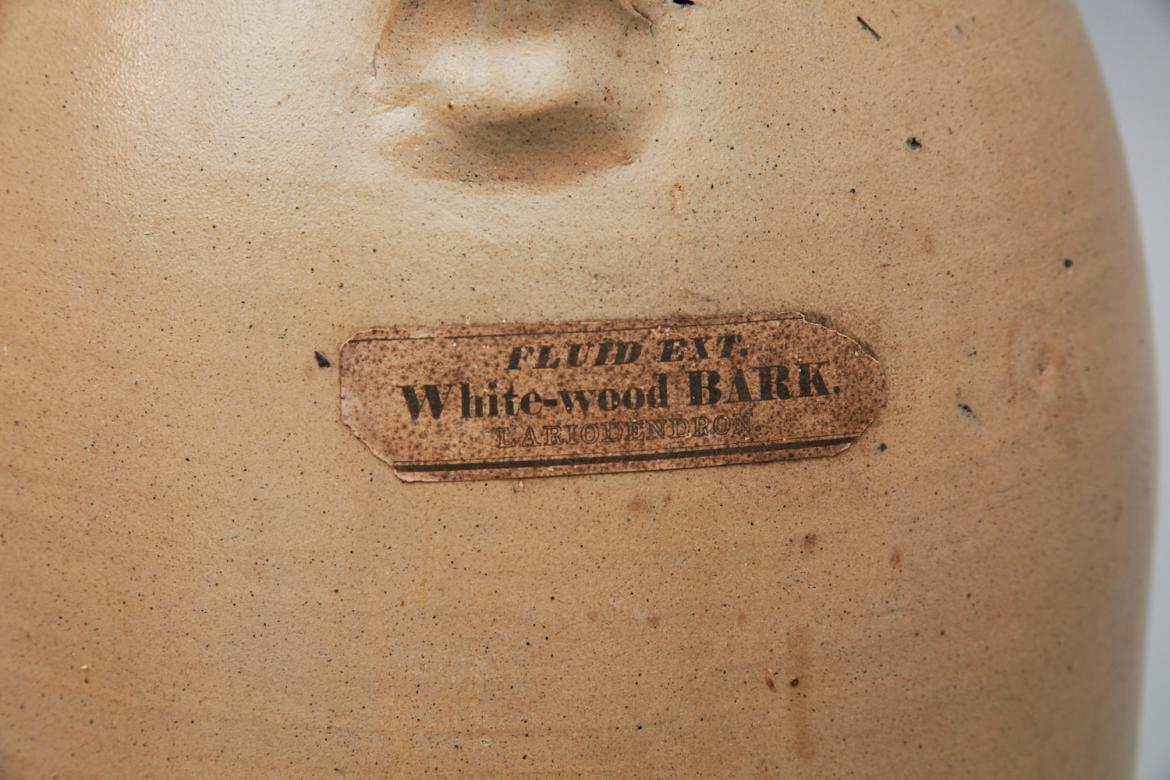 FLUID EXT.
White-wood BARK.
LARIODENDRON.